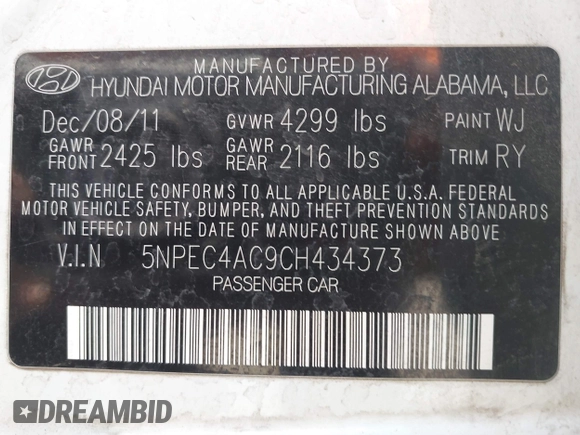 MANUFACTURED BY
HYUNDAI MOTOR MANUFACTURING ALABAMA, LLC
Dec/08/11 GVWR 4299 lbs PAINT WJ
GAWR FRONT 2425 lbs GAWR REAR 2116 lbs TRIM RY
THIS VEHICLE CONFORMS TO ALL APPLICABLE U.S.A. FEDERAL
MOTOR VEHICLE SAFETY, BUMPER, AND THEFT PREVENTION STANDARDS
IN EFFECT ON THE DATE OF MANUFACTURE SHOWN ABOVE.
V.I.N 5NPEC4AC9CH434373
PASSENGER CAR
DREAMBID